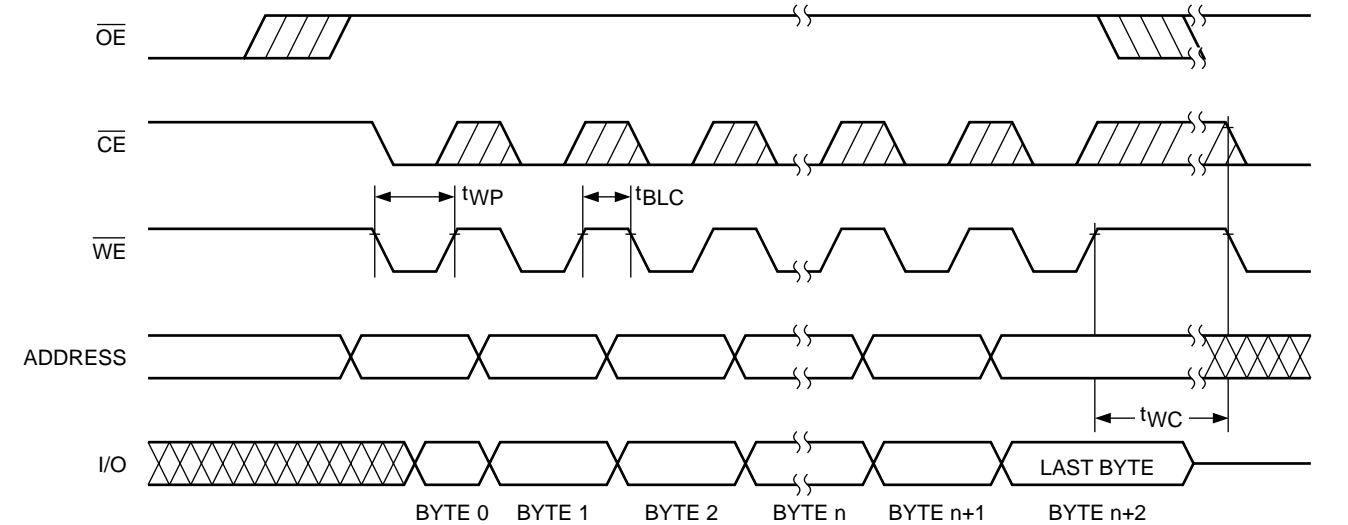 OE
CE
tWP
tBLC
WE
ADDRESS
tWC
I/O
LAST BYTE
BYTE 0 BYTE 1 BYTE 2 BYTE n BYTE n+1 BYTE n+2